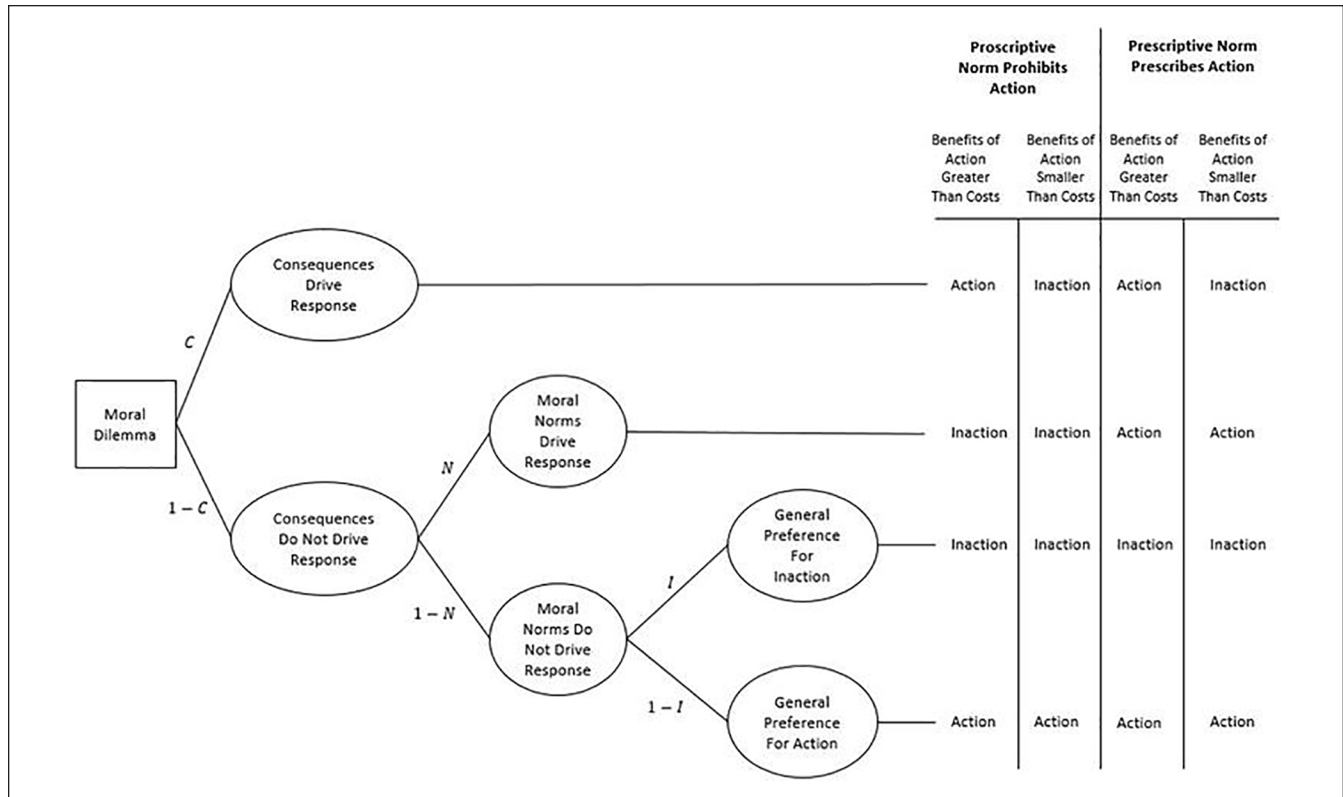 Proscriptive
Norm Prohibits
Action
Prescriptive Norm
Prescribes Action
Benefits of
Action
Greater
Than Costs
Benefits of
Action
Smaller
Than Costs
Benefits of
Action
Greater
Than Costs
Benefits of
Action
Smaller
Than Costs
Consequences
Drive
Response
Action
Inaction
Action
Inaction
C
Moral
Dilemma
Moral
Norms
Drive
Response
Inaction
Inaction
Action
Action
N
1 − C
Consequences
Do Not Drive
Response
General
Preference
For
Inaction
Inaction
Inaction
Inaction
Inaction
I
1 − N
Moral
Norms Do
Not Drive
Response
1 − I
General
Preference
For Action
Action
Action
Action
Action